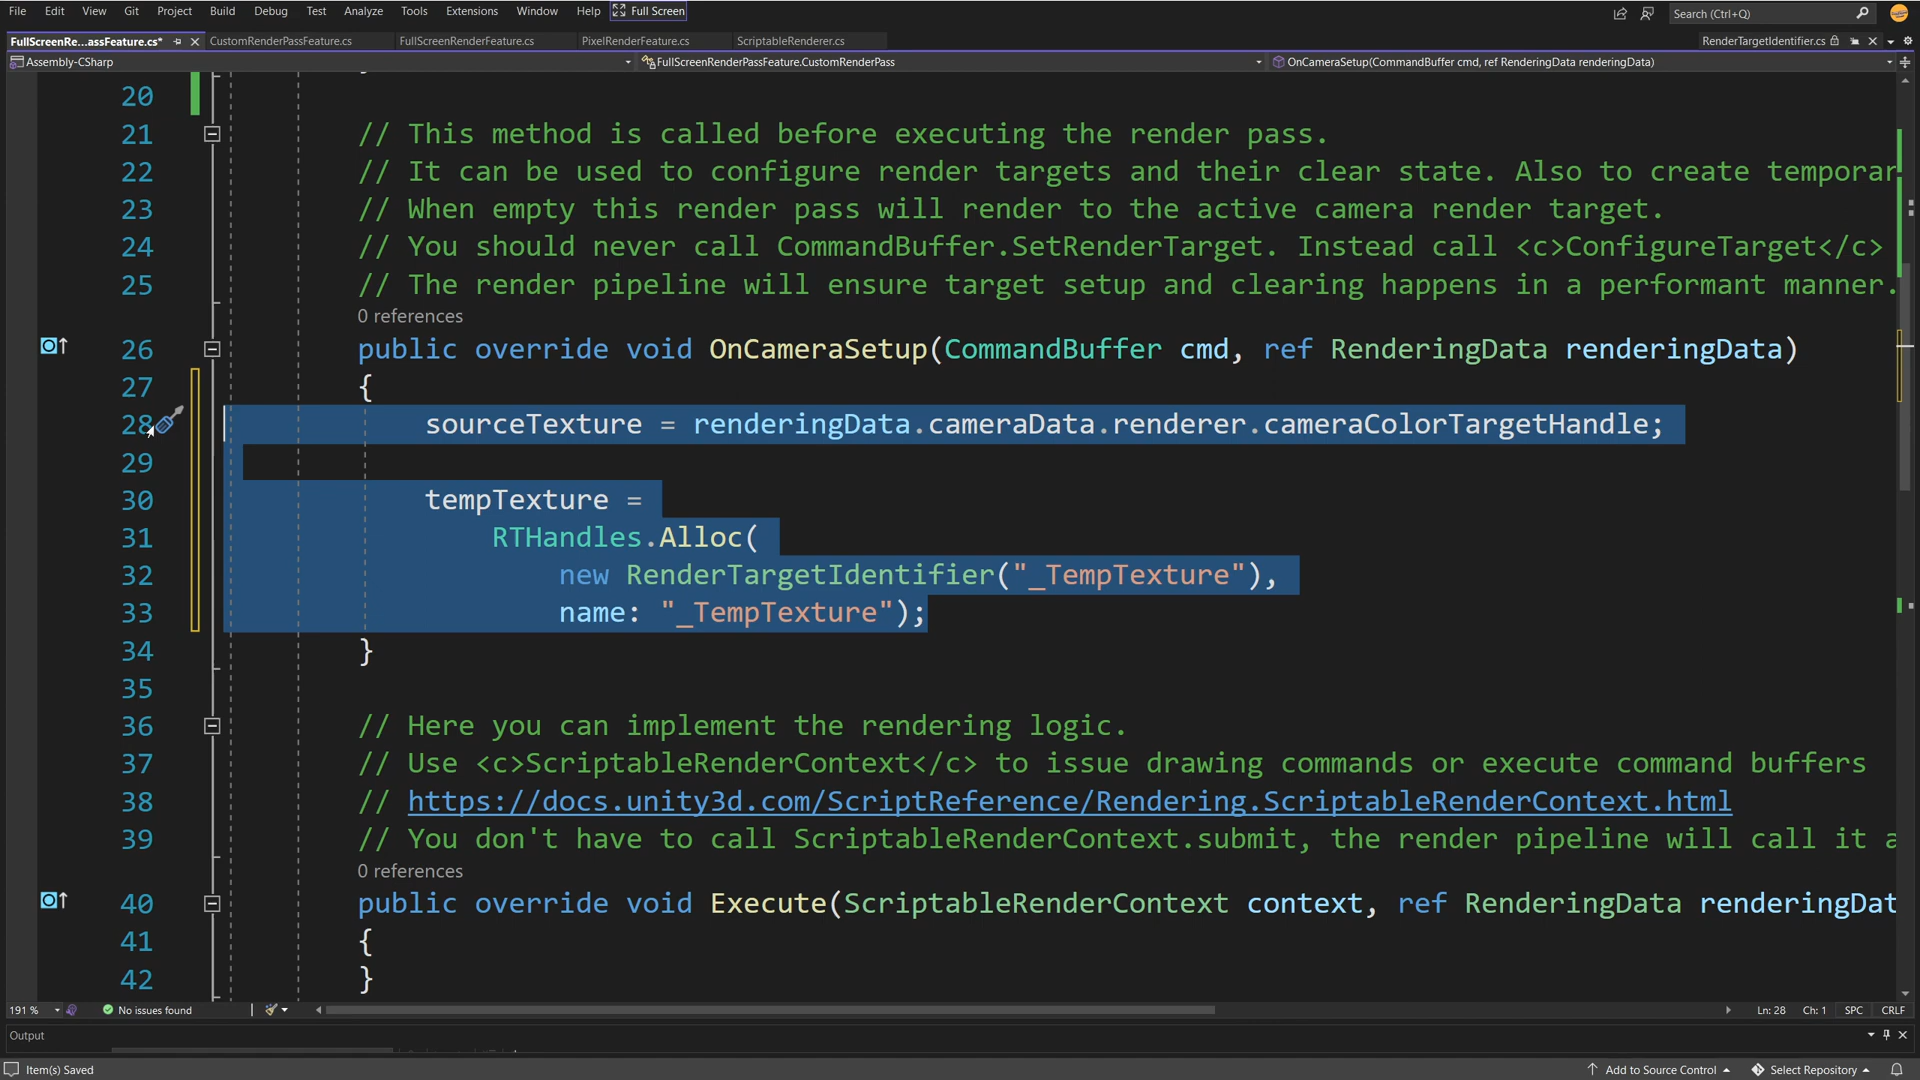 File Edit View Git Project Build Debug Test Analyze Tools Extensions Window Help Full Screen Search (Ctrl+Q)
FullScreenRe...assFeature.cs* CustomRenderPassFeature.cs FullScreenRenderFeature.cs PixelRenderFeature.cs ScriptableRenderer.cs RenderTargetIdentifier.cs
Assembly-CSharp FullScreenRenderPassFeature.CustomRenderPass OnCameraSetup(CommandBuffer cmd, ref RenderingData renderingData)
20
21 // This method is called before executing the render pass.
22 // It can be used to configure render targets and their clear state. Also to create temporar
23 // When empty this render pass will render to the active camera render target.
24 // You should never call CommandBuffer.SetRenderTarget. Instead call <c>ConfigureTarget</c>
25 // The render pipeline will ensure target setup and clearing happens in a performant manner.
0 references
26 public override void OnCameraSetup(CommandBuffer cmd, ref RenderingData renderingData)
27 {
28 sourceTexture = renderingData.cameraData.renderer.cameraColorTargetHandle;
29
30 tempTexture =
31 RTHandles.Alloc(
32 new RenderTargetIdentifier("_TempTexture"),
33 name: "_TempTexture");
34 }
35
36 // Here you can implement the rendering logic.
37 // Use <c>ScriptableRenderContext</c> to issue drawing commands or execute command buffers
38 // https://docs.unity3d.com/ScriptReference/Rendering.ScriptableRenderContext.html
39 // You don't have to call ScriptableRenderContext.submit, the render pipeline will call it a
0 references
40 public override void Execute(ScriptableRenderContext context, ref RenderingData renderingDat
41 {
42 }
191 % No issues found Ln: 28 Ch: 1 SPC CRLF
Output
Item(s) Saved Add to Source Control Select Repository